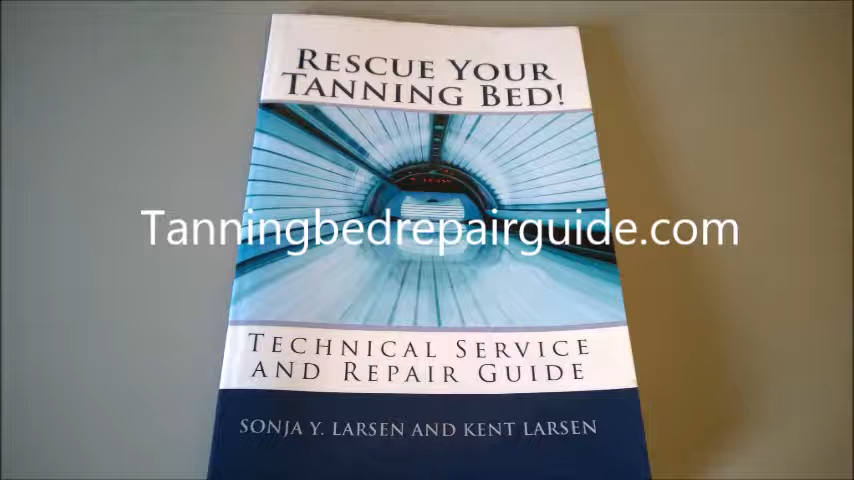 Rescue Your
Tanning Bed!
Tanningbedrepairguide.com
Technical Service
and Repair Guide
Sonja Y. Larsen and Kent Larsen